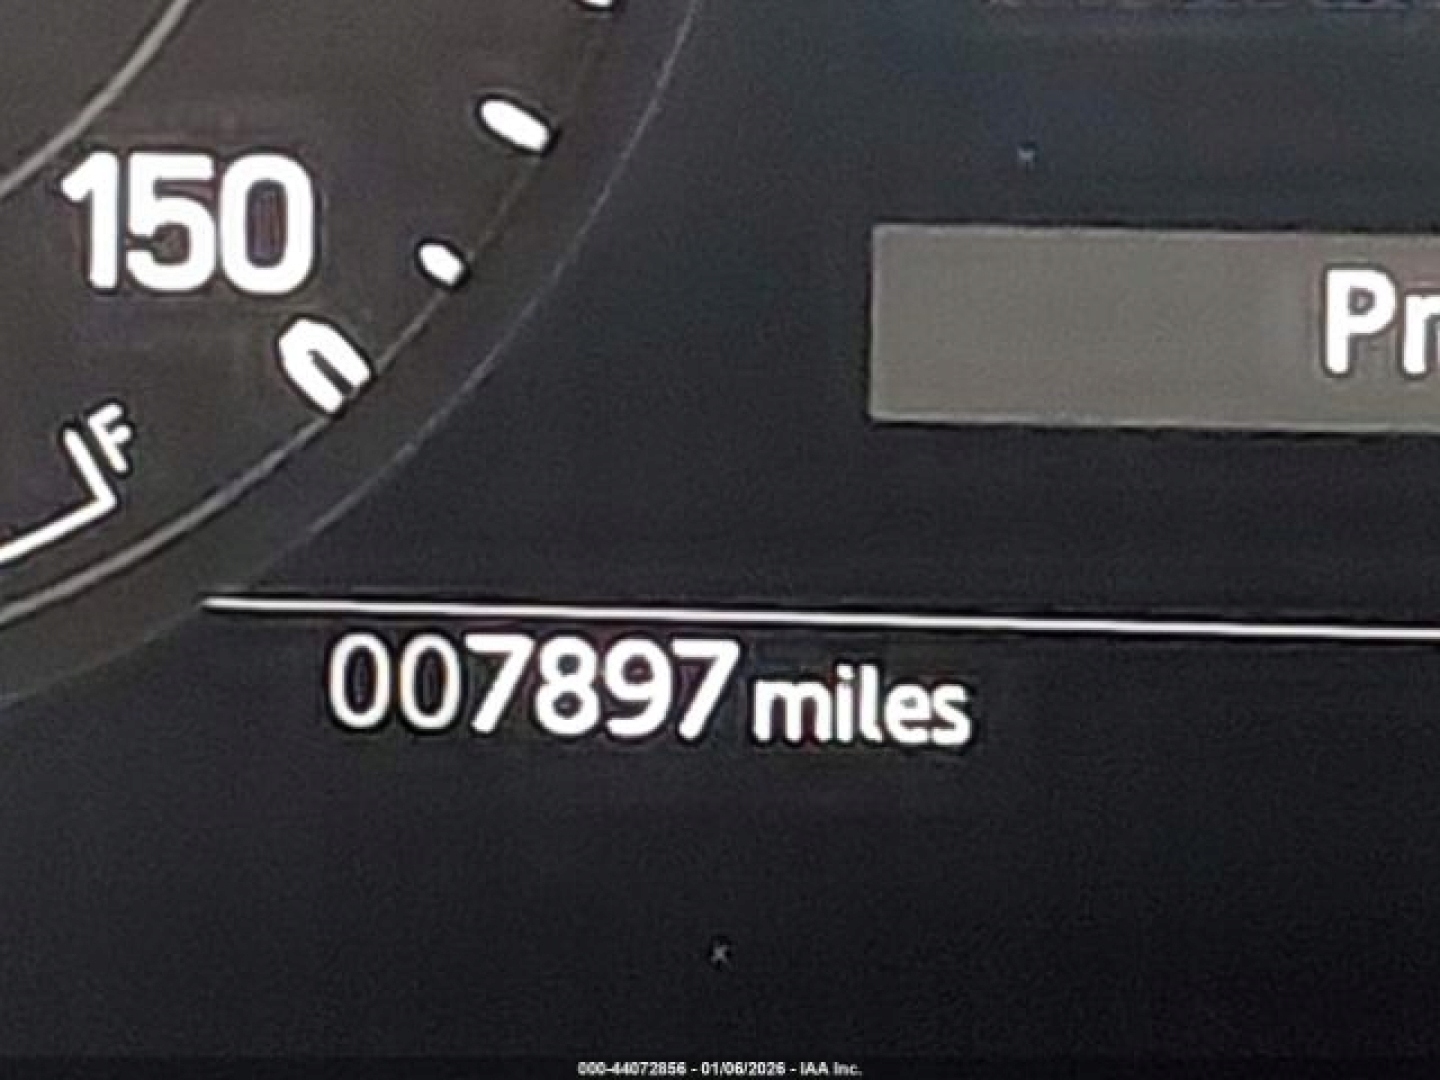 150
F
Pr
007897 miles
000-44072856 - 01/06/2026 - IAA Inc.